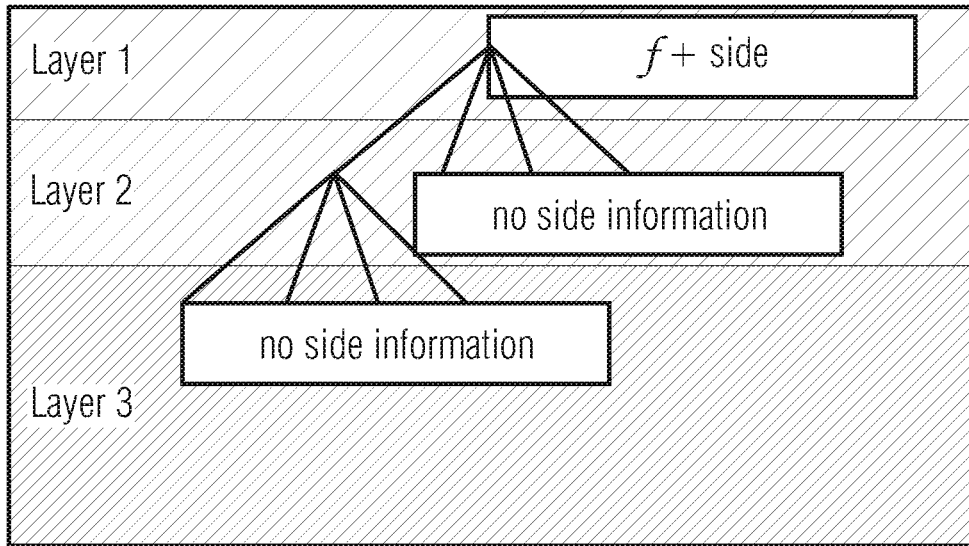 Layer 1
f + side
Layer 2
no side information
no side information
Layer 3